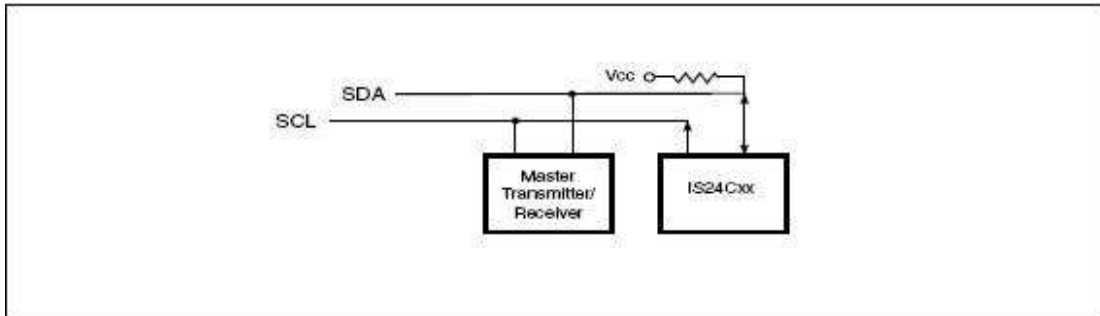 Vcc
SDA
SCL
Master
Transmitter/
Receiver
IS24Cxx